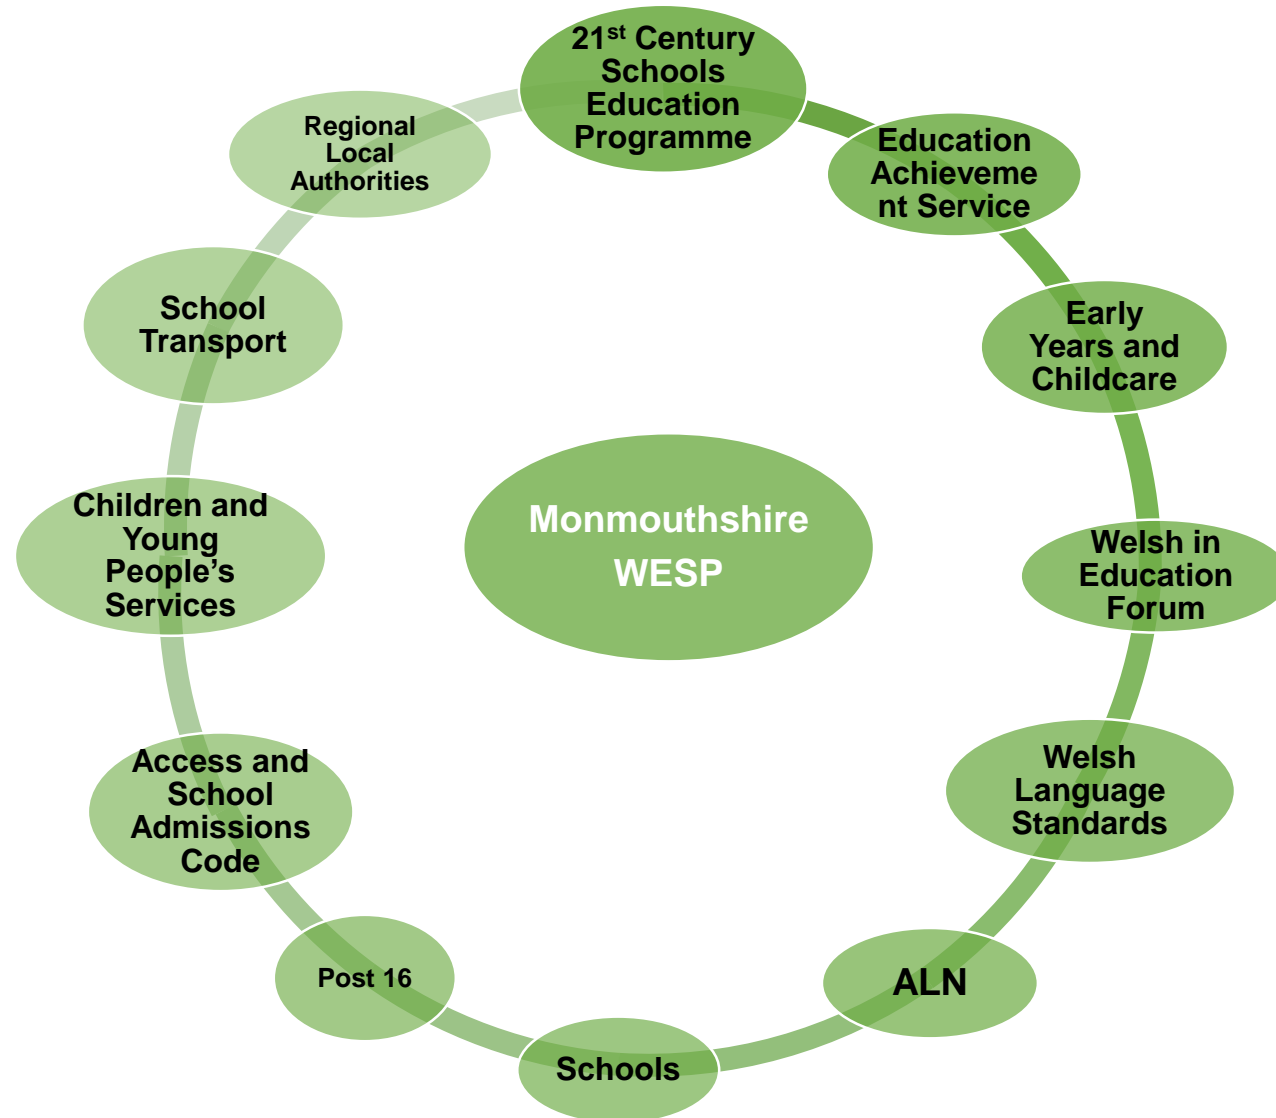 21st Century
Schools
Education
Programme
Education
Achieveme
nt Service
Early
Years and
Childcare
Welsh in
Education
Forum
Welsh
Language
Standards
ALN
Schools
Post 16
Access and
School
Admissions
Code
Children and
Young
People’s
Services
School
Transport
Regional
Local
Authorities
Monmouthshire
WESP